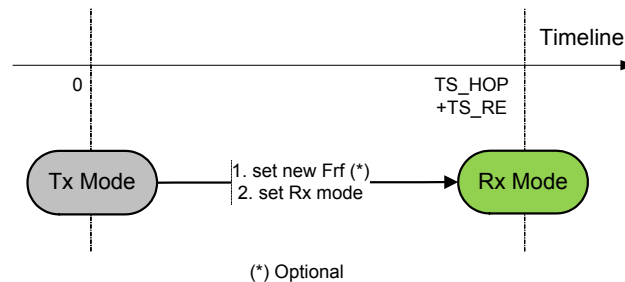 Timeline
0
TS_HOP
+TS_RE
Tx Mode
1. set new Frf (*)
2. set Rx mode
Rx Mode
(*) Optional